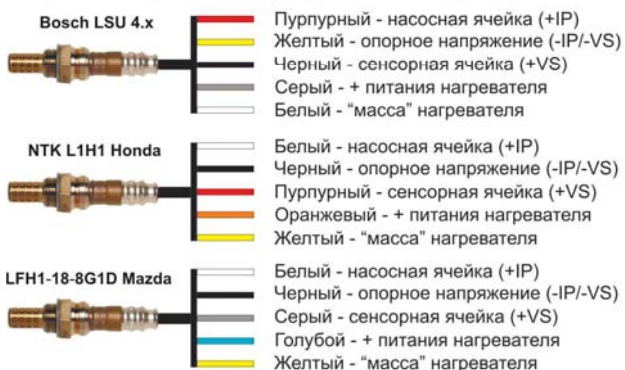 Bosch LSU 4.x
Пурпурный - насосная ячейка (+IP)
Желтый - опорное напряжение (-IP/-VS)
Черный - сенсорная ячейка (+VS)
Серый - + питания нагревателя
Белый - “масса” нагревателя
NTK L1H1 Honda
Белый - насосная ячейка (+IP)
Черный - опорное напряжение (-IP/-VS)
Пурпурный - сенсорная ячейка (+VS)
Оранжевый - + питания нагревателя
Желтый - “масса” нагревателя
LFH1-18-8G1D Mazda
Белый - насосная ячейка (+IP)
Черный - опорное напряжение (-IP/-VS)
Серый - сенсорная ячейка (+VS)
Голубой - + питания нагревателя
Желтый - “масса” нагревателя